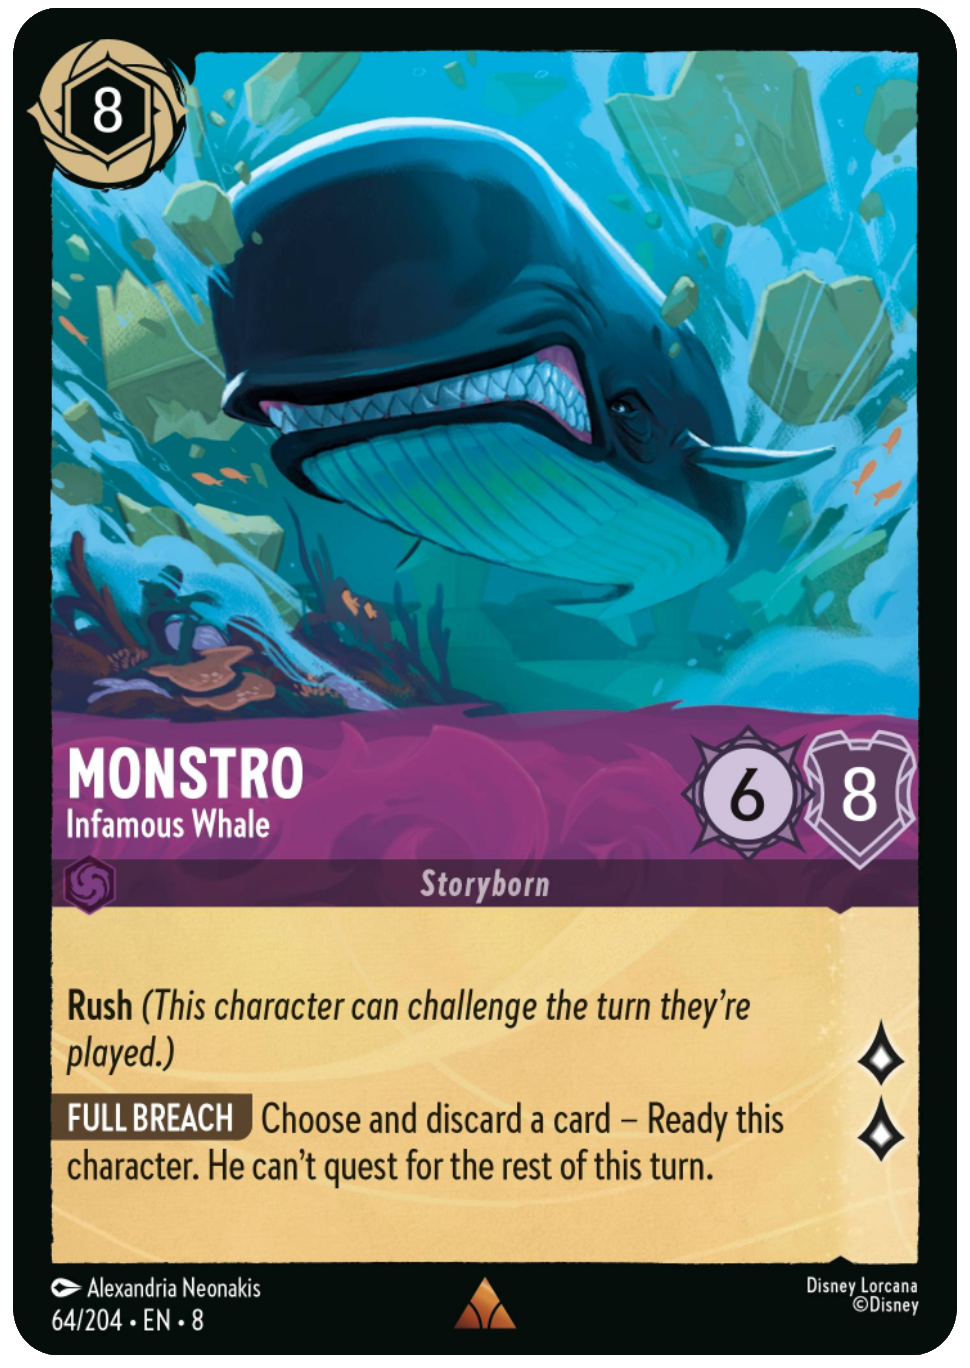 8
MONSTRO
Infamous Whale
6
8
Storyborn
Rush (This character can challenge the turn they're
played.)
FULL BREACH Choose and discard a card – Ready this
character. He can't quest for the rest of this turn.
Alexandria Neonakis
64/204 • EN • 8
Disney Lorcana
©Disney